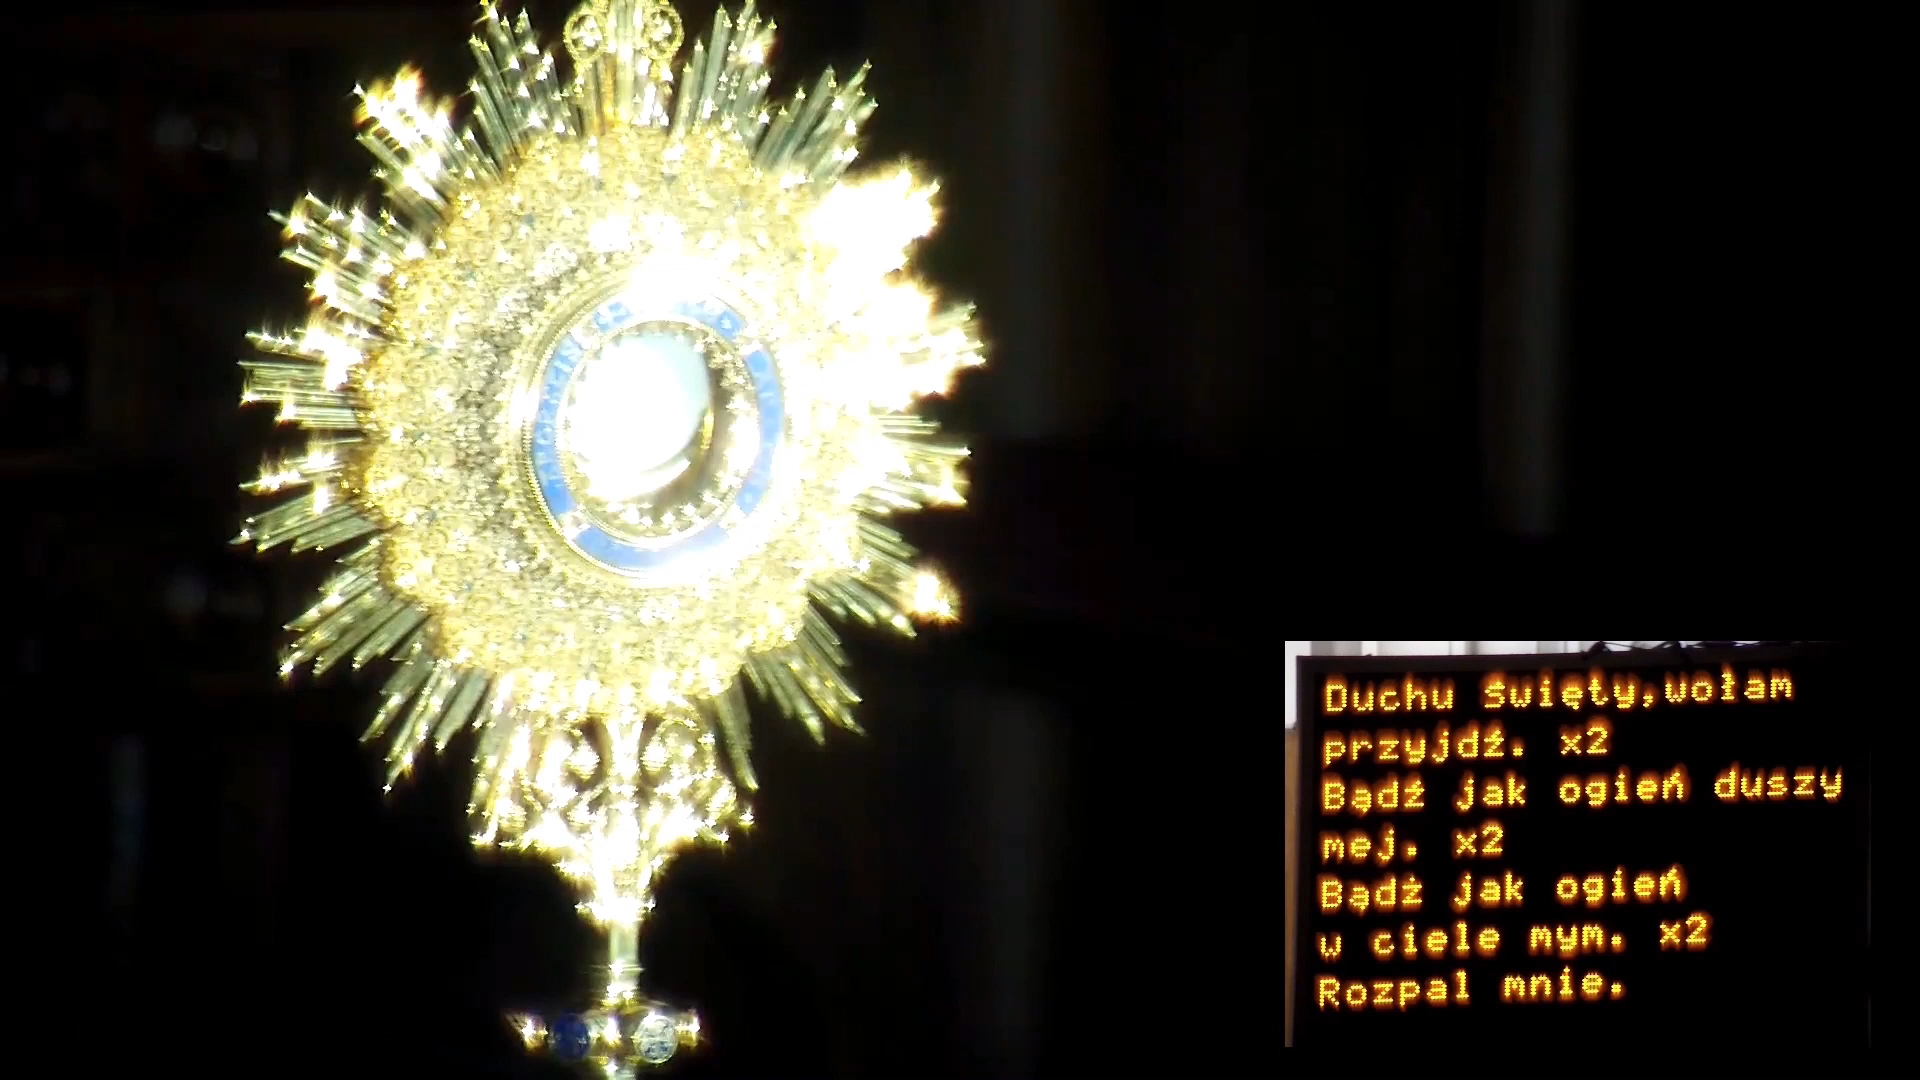 Duchu Święty,wołam
przyjdź. x2
Bądź jak ogień duszy
mej. x2
Bądź jak ogień
w ciele mym. x2
Rozpal mnie.